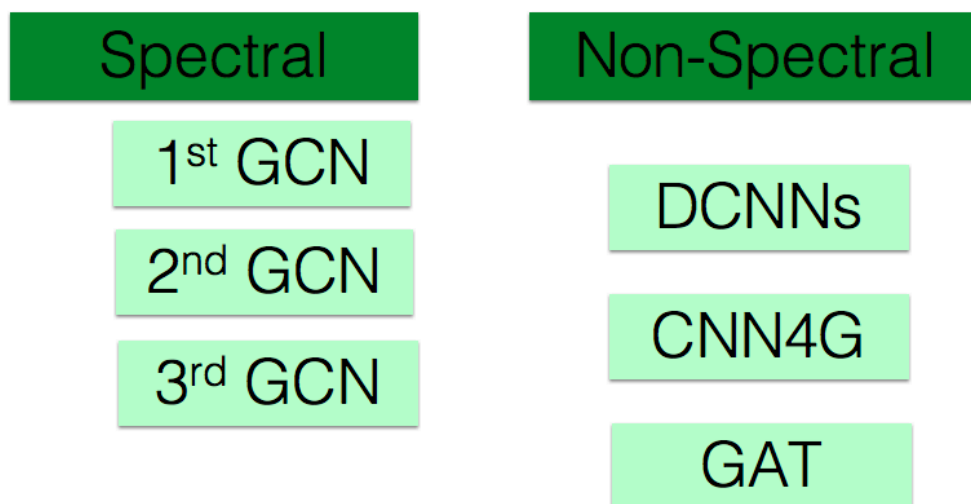 Spectral
1st GCN
2nd GCN
3rd GCN
Non-Spectral
DCNNs
CNN4G
GAT